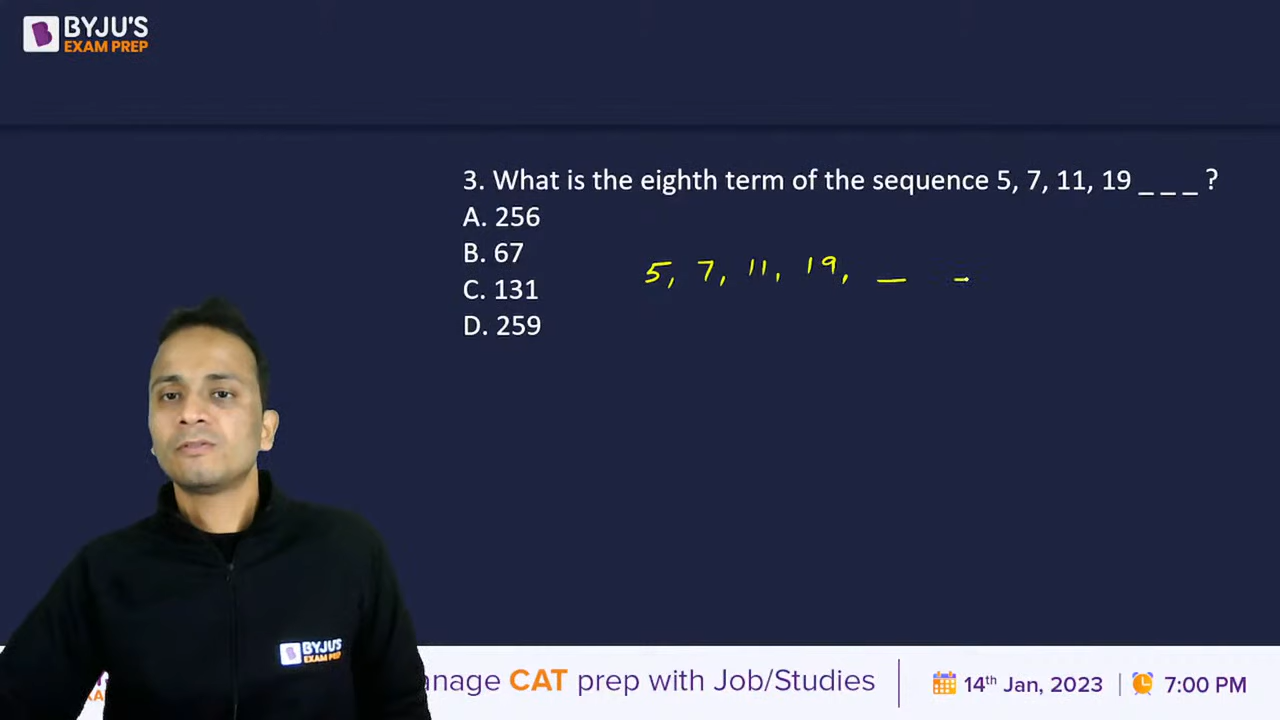 BYJU'S
EXAM PREP
3. What is the eighth term of the sequence 5, 7, 11, 19 _ _ _ ?
A. 256
B. 67
C. 131
D. 259
5, 7, 11, 19, _ _
BYJU'S
EXAM PREP
CAT prep with Job/Studies
14th Jan, 2023
7:00 PM